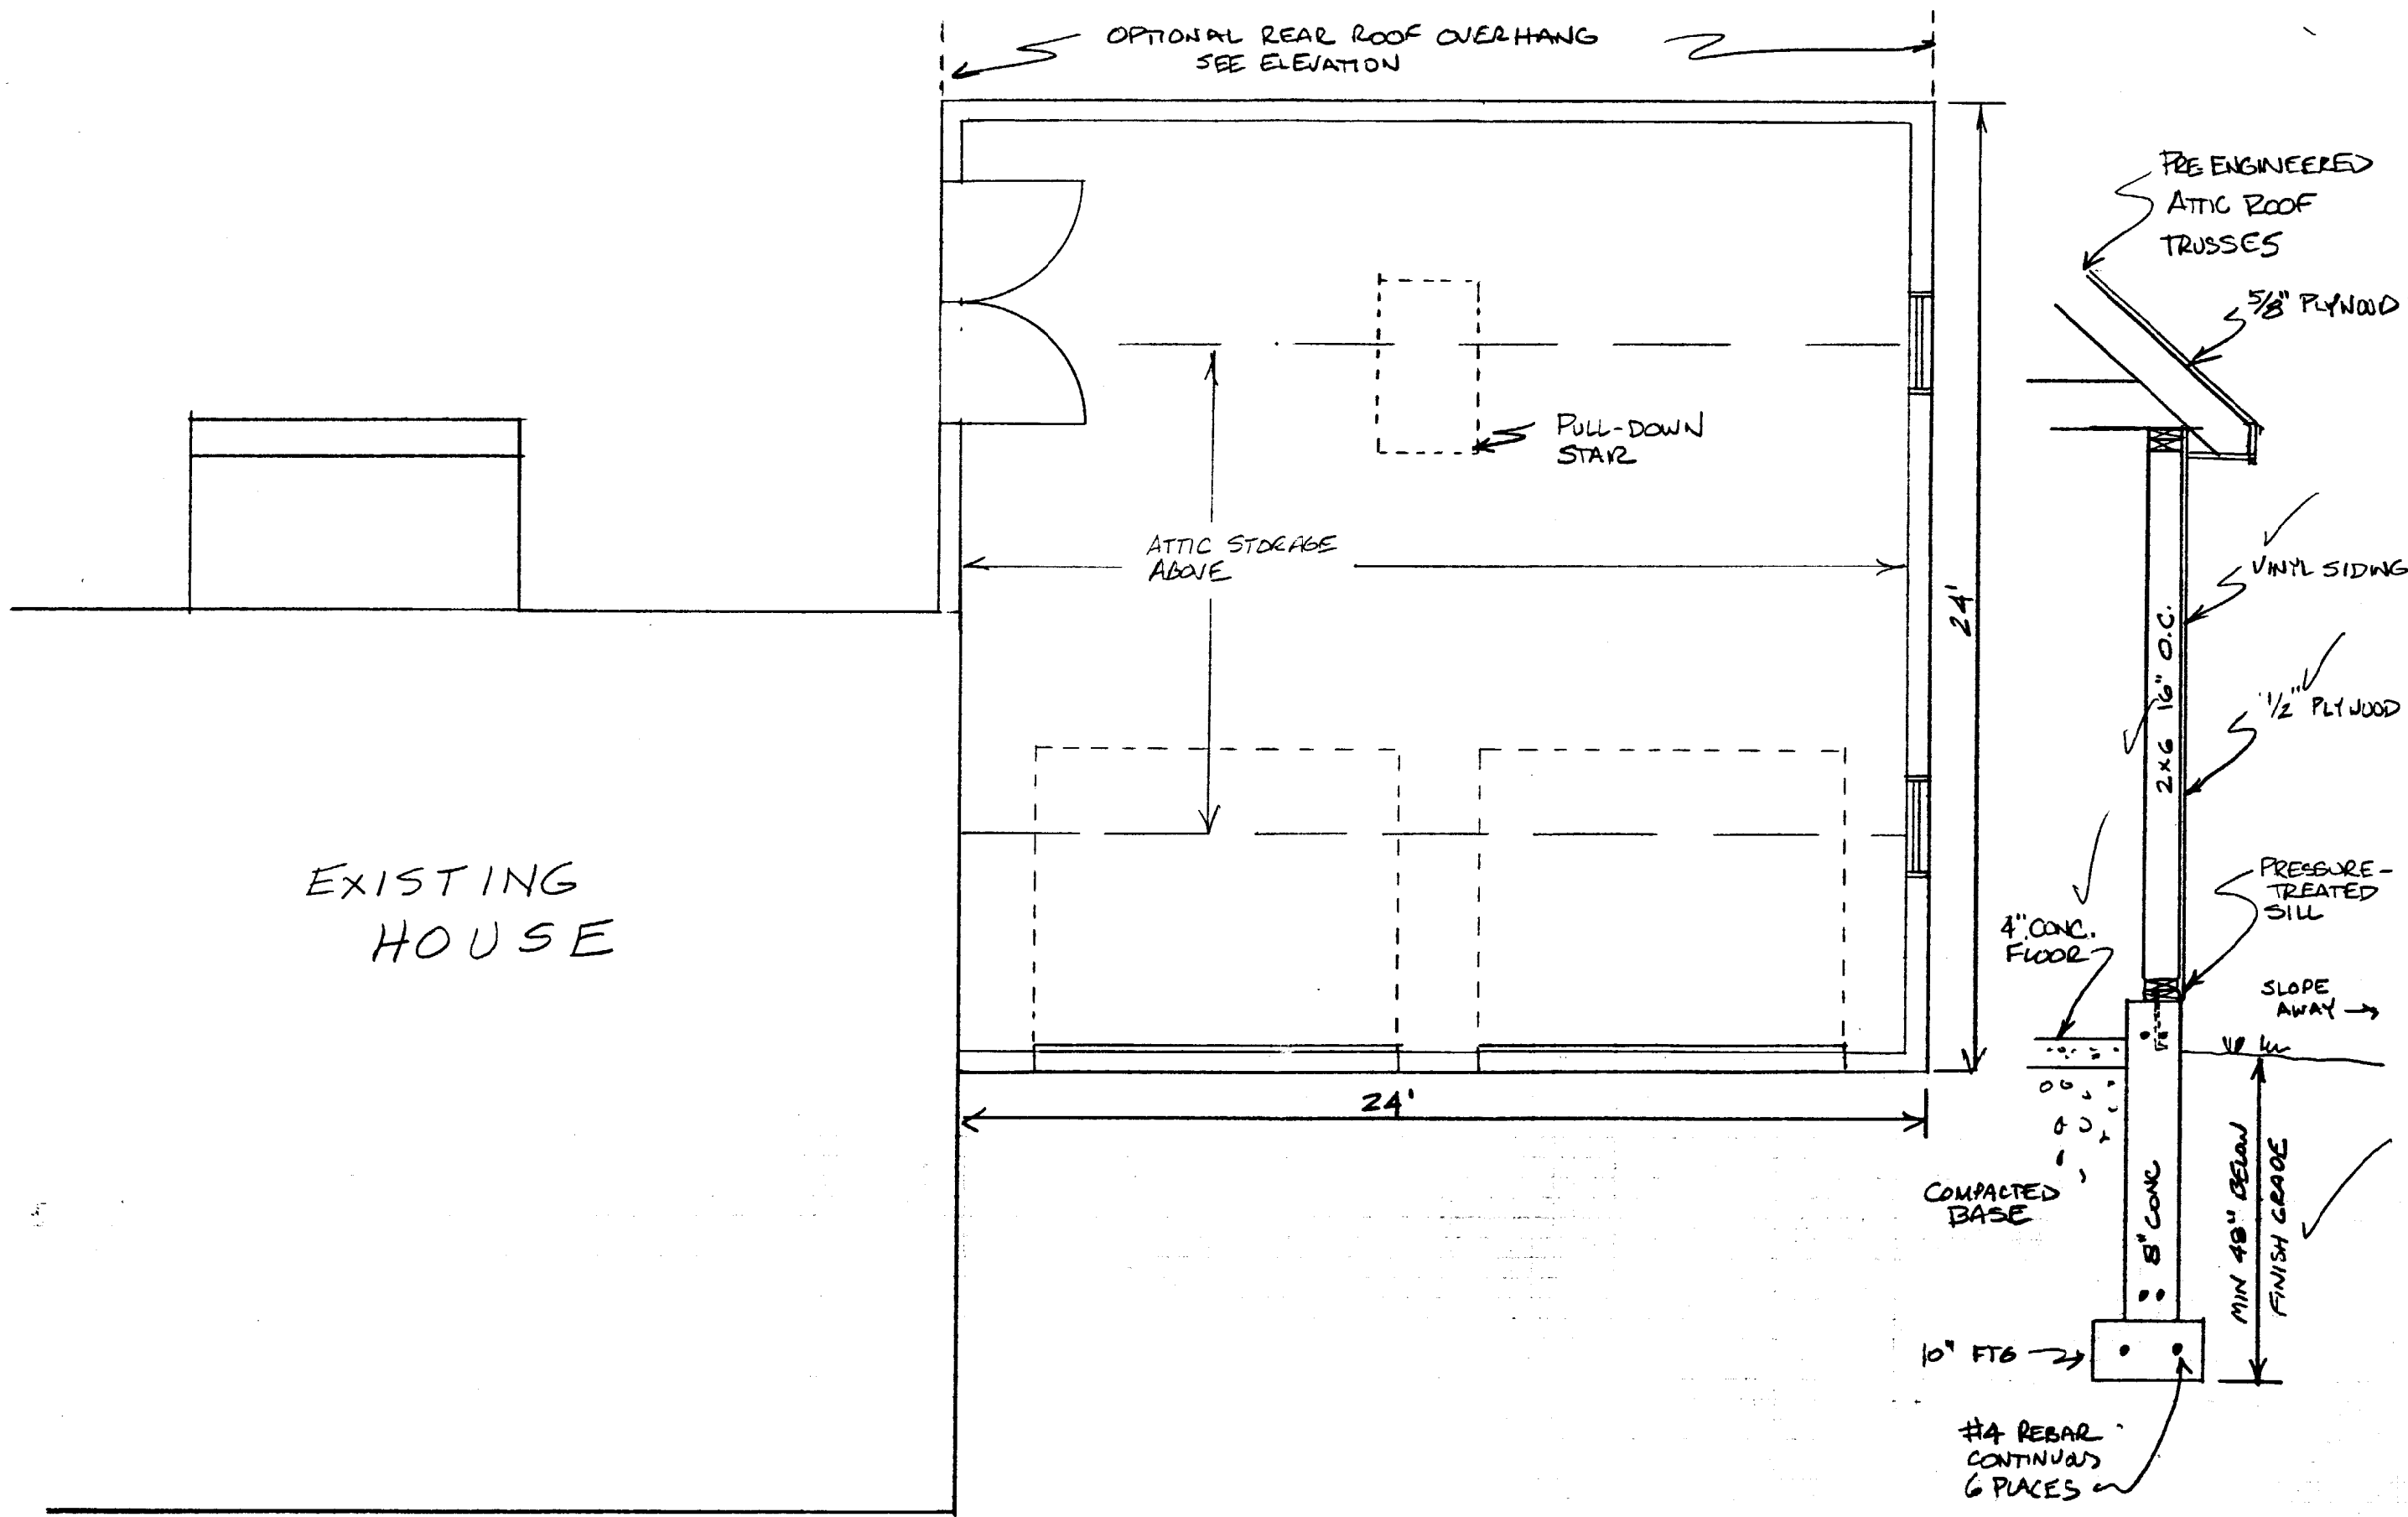 OPTIONAL REAR ROOF OVERHANG
SEE ELEVATION
PRE ENGINEERED
ATTIC ROOF
TRUSSES
5/8" PLYWOOD
PULL-DOWN
STAIR
ATTIC STORAGE
ABOVE
24'
VINYL SIDING
2x6 16" O.C.
1/2" PLYWOOD
EXISTING
HOUSE
PRESSURE-
TREATED
SILL
4" CONC.
FLOOR
SLOPE
AWAY
24'
COMPACTED
BASE
8" CONC
MIN 48" BELOW
FINISH GRADE
10" FTG
#4 REBAR
CONTINUOUS
6 PLACES